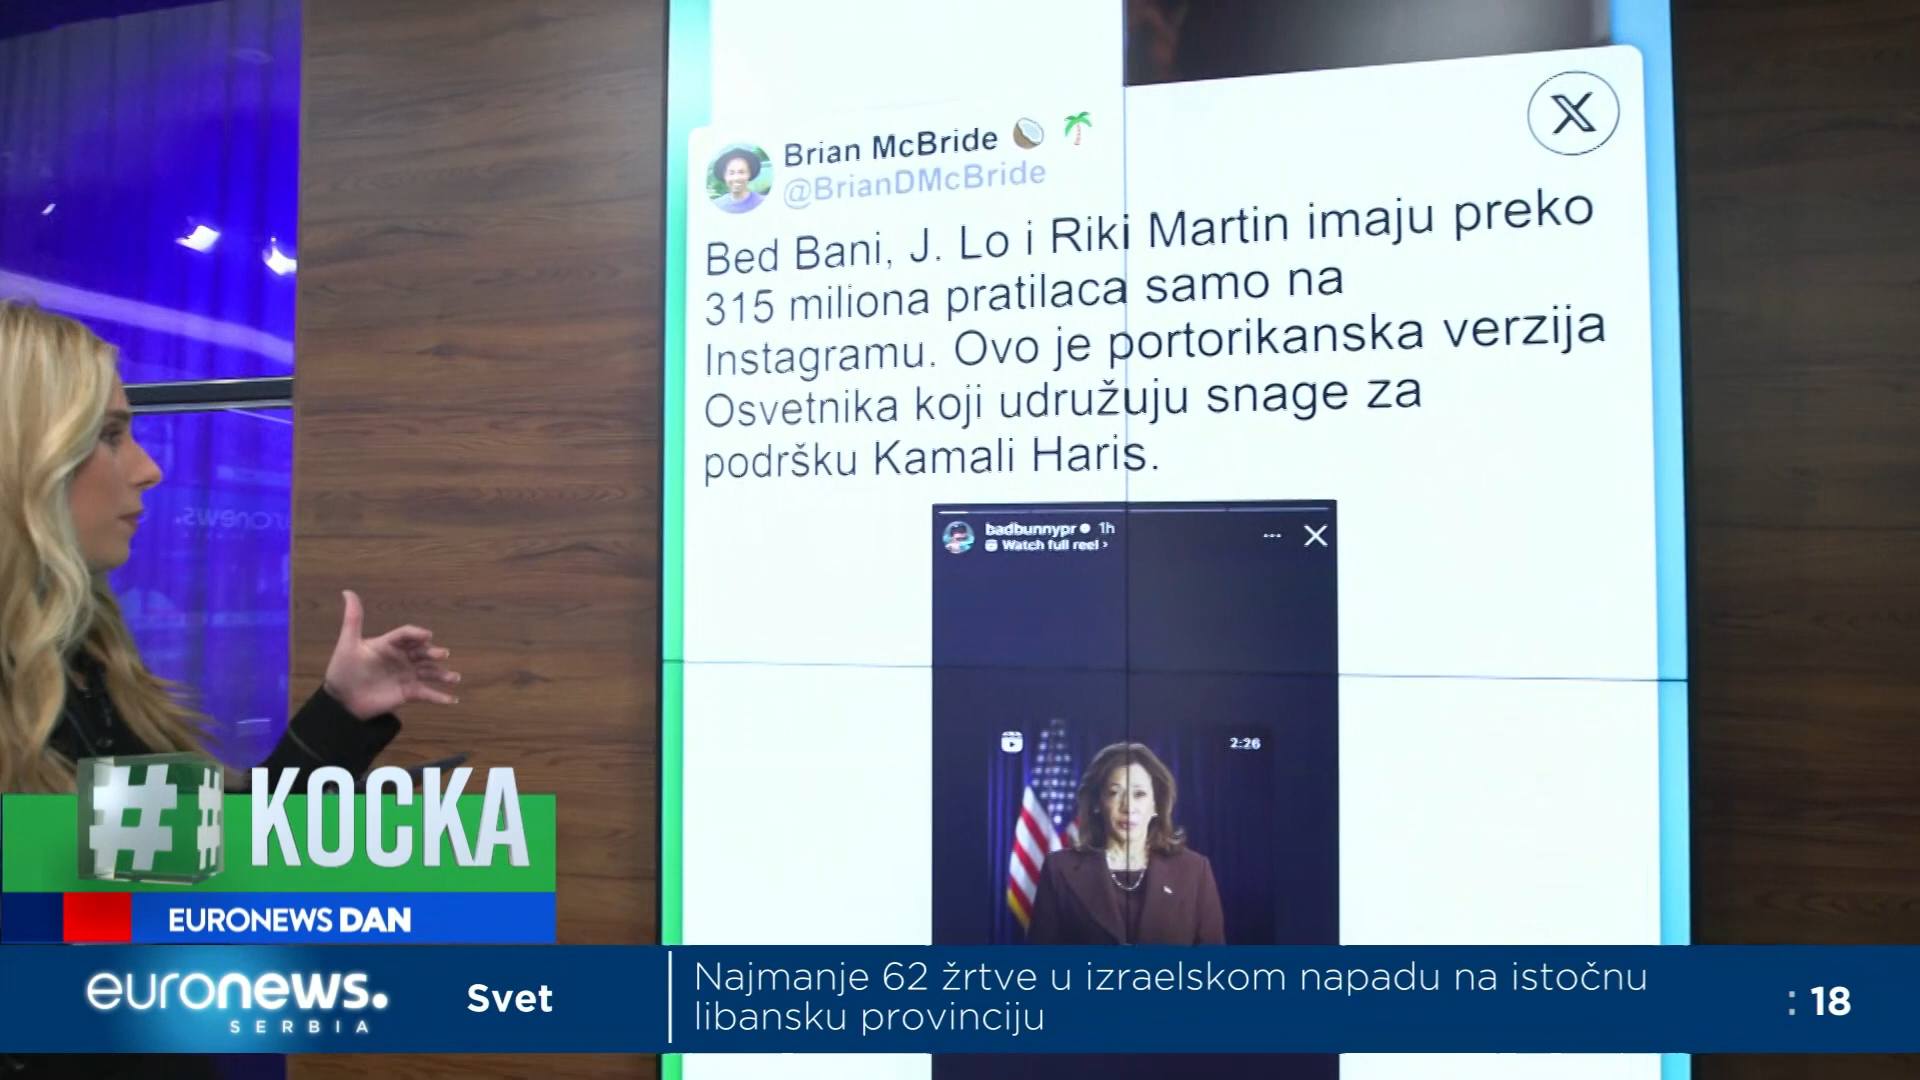 Brian McBride
@BrianDMcBride
X
Bed Bani, J. Lo i Riki Martin imaju preko
315 miliona pratilaca samo na
Instagramu. Ovo je portorikanska verzija
Osvetnika koji udružuju snage za
podršku Kamali Haris.
badbunnypr 1h
Watch full reel
2:26
euronews.
##KOCKA
EURONEWS DAN
euronews.
SERBIA
Svet
Najmanje 62 žrtve u izraelskom napadu na istočnu
libansku provinciju
: 18